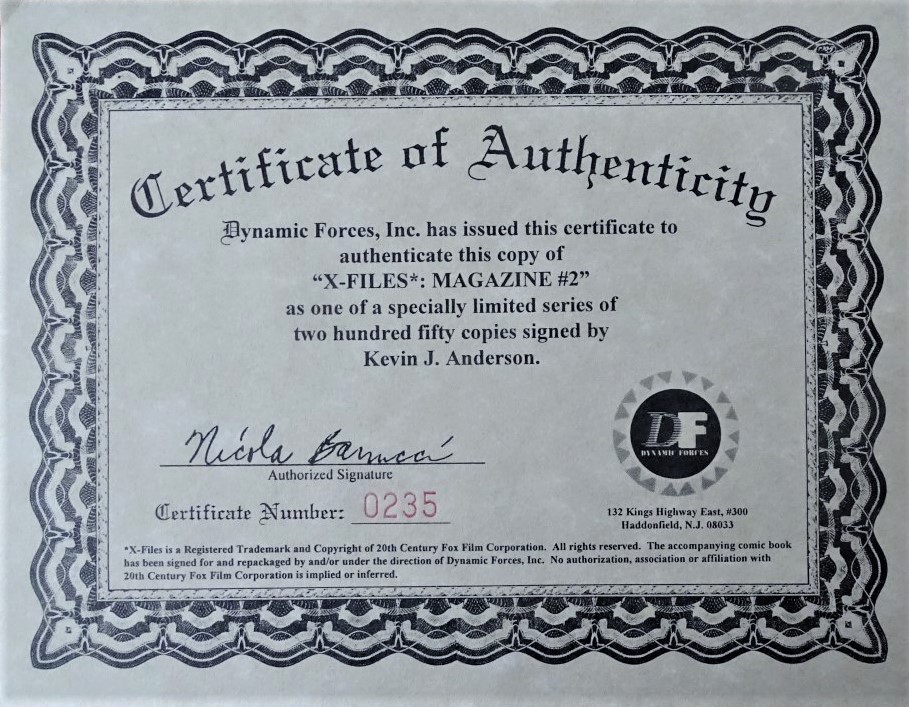 Certificate of Authenticity
Dynamic Forces, Inc. has issued this certificate to
authenticate this copy of
“X-FILES*: MAGAZINE #2”
as one of a specially limited series of
two hundred fifty copies signed by
Kevin J. Anderson.
Nicola Barrucci
Authorized Signature
Certificate Number: 0235
DF
DYNAMIC FORCES
132 Kings Highway East, #300
Haddonfield, N.J. 08033
*X-Files is a Registered Trademark and Copyright of 20th Century Fox Film Corporation. All rights reserved. The accompanying comic book
has been signed for and repackaged by and/or under the direction of Dynamic Forces, Inc. No authorization, association or affiliation with
20th Century Fox Film Corporation is implied or inferred.